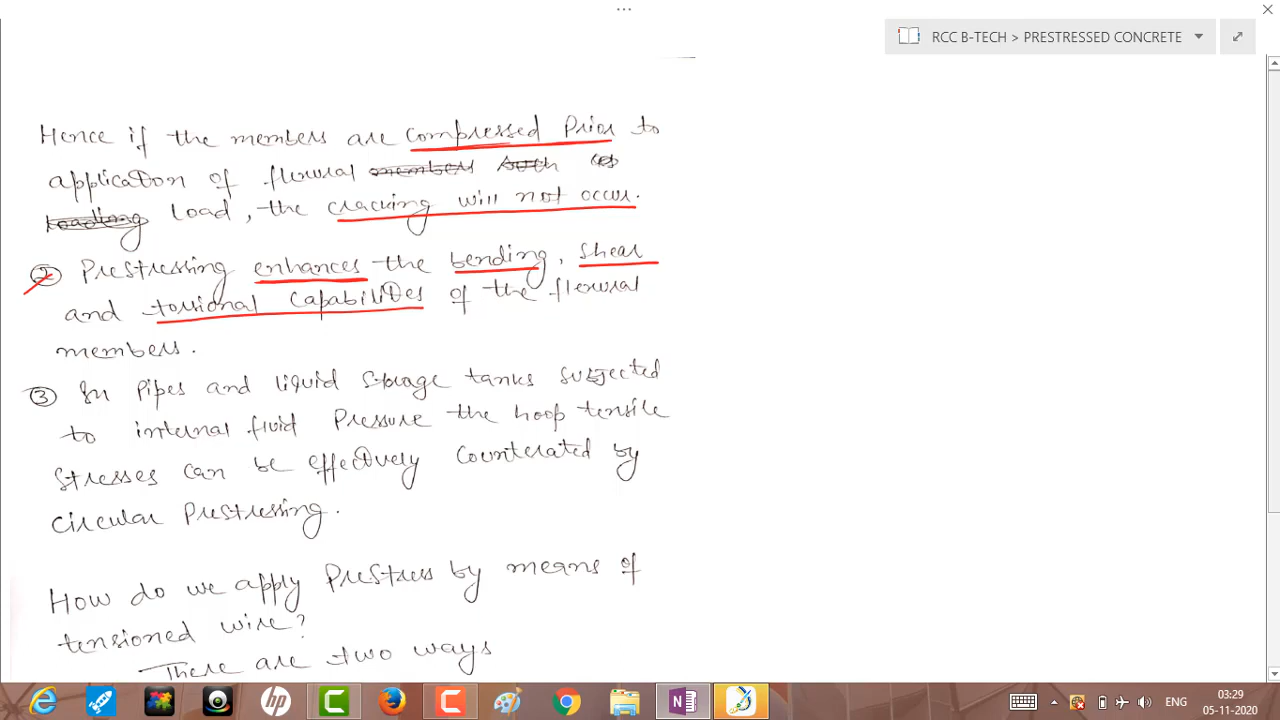 ...
RCC B-TECH > PRESTRESSED CONCRETE
Hence if the members are compressed Prior to
application of flexural members such as
loading load, the cracking will not occur.
② Prestressing enhances the bending, shear
and torsional capabilities of the flexural
members.
③ In Pipes and liquid storage tanks subjected
to internal fluid Pressure the hoop tensile
stresses can be effectively counterated by
circular Prestressing.
How do we apply Prestress by means of
tensioned wire?
There are two ways
ENG
03:29
05-11-2020